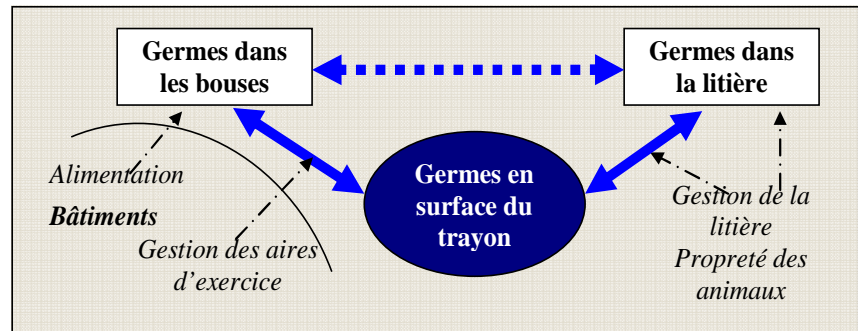 Germes dans
les bouses
Germes dans
la litière
Germes en
surface du
trayon
Alimentation
Bâtiments
Gestion des aires
d'exercice
Gestion de la
litière
Propreté des
animaux